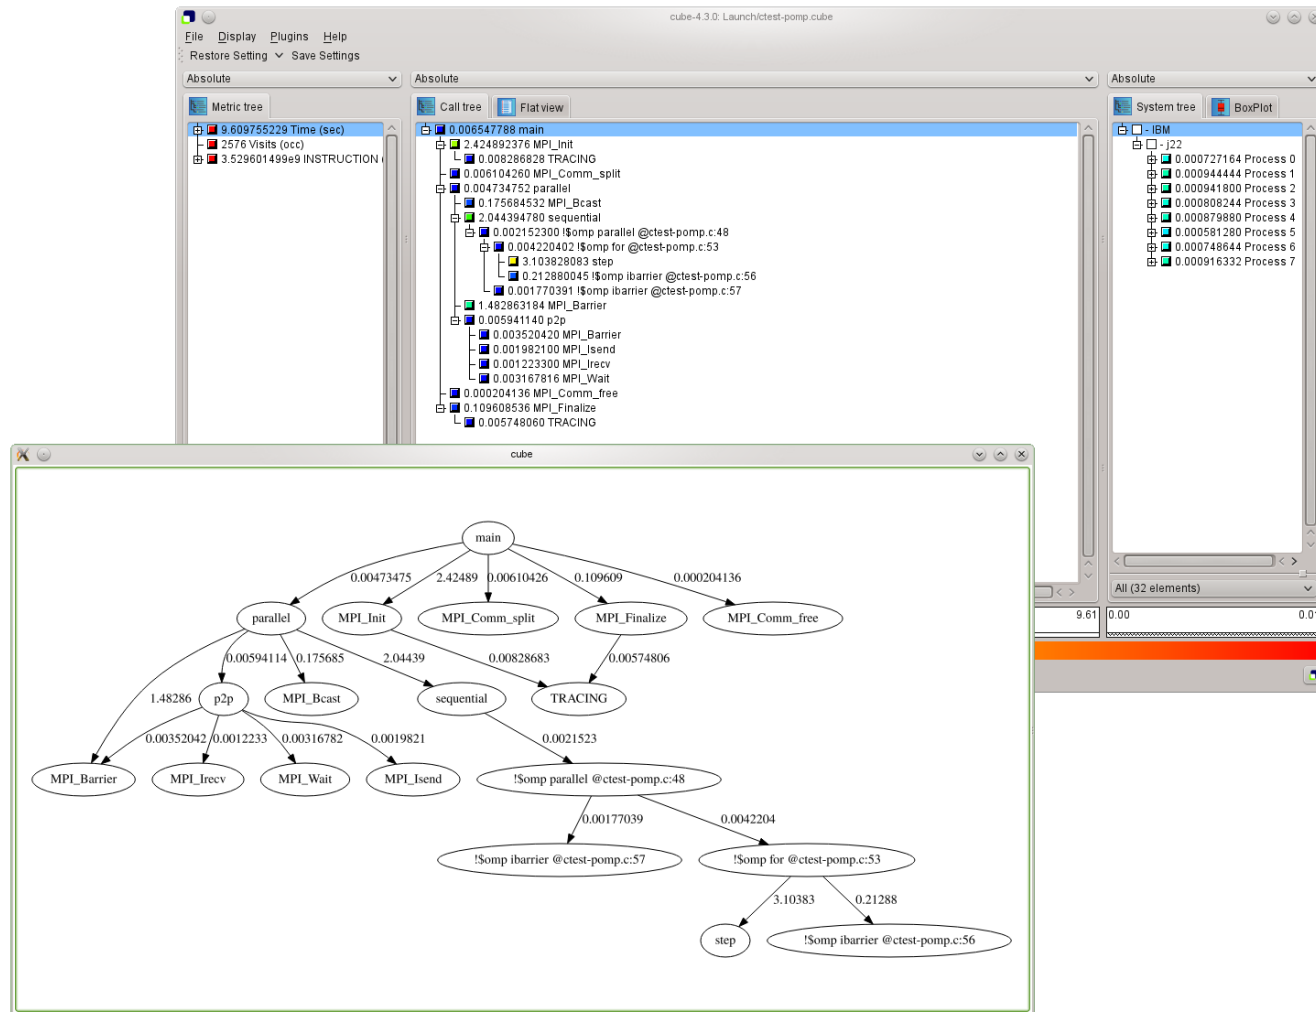 cube-4.3.0: Launch/ctest-pomp.cube
File Display Plugins Help
Restore Setting Save Settings
Absolute
Absolute
Absolute
Metric tree
9.609755229 Time (sec)
2576 Visits (occ)
3.529601499e9 INSTRUCTION
Call tree
Flat view
0.006547788 main
2.424892376 MPI_Init
0.008286828 TRACING
0.006104260 MPI_Comm_split
0.004734752 parallel
0.175684532 MPI_Bcast
2.044394780 sequential
0.002152300 !$omp parallel @ctest-pomp.c:48
0.004220402 !$omp for @ctest-pomp.c:53
3.103828083 step
0.212880045 !$omp ibarrier @ctest-pomp.c:56
0.001770391 !$omp ibarrier @ctest-pomp.c:57
1.482863184 MPI_Barrier
0.005941140 p2p
0.003520420 MPI_Barrier
0.001982100 MPI_Isend
0.001223300 MPI_Irecv
0.003167816 MPI_Wait
0.000204136 MPI_Comm_free
0.109608536 MPI_Finalize
0.005748060 TRACING
System tree
BoxPlot
- IBM
- j22
0.000727164 Process 0
0.000944444 Process 1
0.000941800 Process 2
0.000808244 Process 3
0.000879880 Process 4
0.000581280 Process 5
0.000748644 Process 6
0.000916332 Process 7
All (32 elements)
9.61
0.00
0.01
cube
main
0.00473475
2.42489
0.00610426
0.109609
0.000204136
parallel
MPI_Init
MPI_Comm_split
MPI_Finalize
MPI_Comm_free
0.00594114
0.175685
2.04439
0.00828683
0.00574806
1.48286
p2p
MPI_Bcast
sequential
TRACING
0.00352042
0.0012233
0.00316782
0.0019821
0.0021523
MPI_Barrier
MPI_Irecv
MPI_Wait
MPI_Isend
!$omp parallel @ctest-pomp.c:48
0.00177039
0.0042204
!$omp ibarrier @ctest-pomp.c:57
!$omp for @ctest-pomp.c:53
3.10383
0.21288
step
!$omp ibarrier @ctest-pomp.c:56